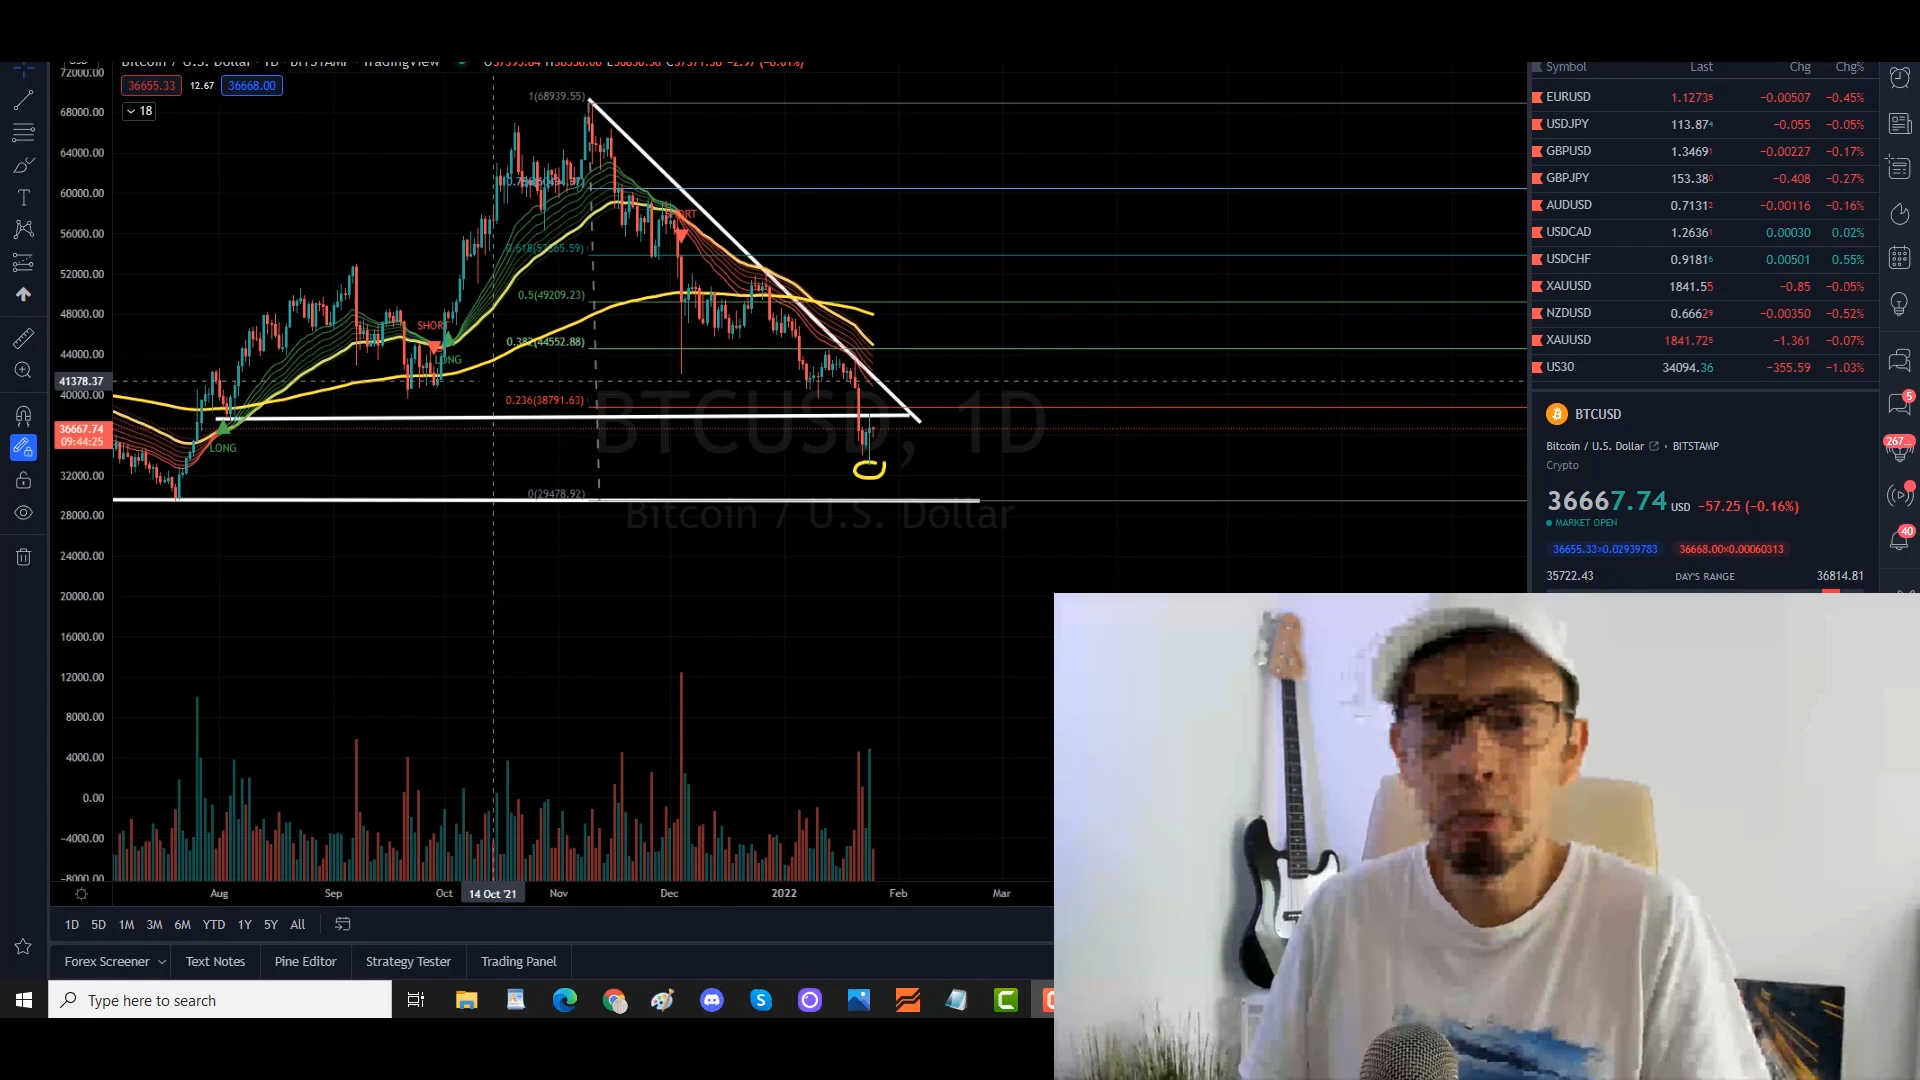 Bitcoin / U.S. Dollar · 1D · BITSTAMP · TradingView
72000.00
36655.33 12.67 36668.00
18
68000.00
64000.00
60000.00
56000.00
52000.00
48000.00
44000.00
41378.37
40000.00
36667.74
09:44:25
32000.00
28000.00
24000.00
20000.00
16000.00
12000.00
8000.00
4000.00
0.00
−4000.00
−8000.00
1(68939.55)
0.5(49209.23)
0.382(44552.88)
0.236(38791.63)
0(29478.92)
SHORT
SHORT
LONG
LONG
BTCUSD, 1D
Bitcoin / U.S. Dollar
Aug Sep Oct 14 Oct '21 Nov Dec 2022 Feb Mar
1D 5D 1M 3M 6M YTD 1Y 5Y All
Forex Screener Text Notes Pine Editor Strategy Tester Trading Panel
Type here to search
Symbol Last Chg Chg%
EURUSD 1.12735 −0.00507 −0.45%
USDJPY 113.874 −0.055 −0.05%
GBPUSD 1.34691 −0.00227 −0.17%
GBPJPY 153.380 −0.408 −0.27%
AUDUSD 0.71312 −0.00116 −0.16%
USDCAD 1.26361 0.00030 0.02%
USDCHF 0.91816 0.00501 0.55%
XAUUSD 1841.55 −0.85 −0.05%
NZDUSD 0.66629 −0.00350 −0.52%
XAUUSD 1841.725 −1.361 −0.07%
US30 34094.36 −355.59 −1.03%
BTCUSD
Bitcoin / U.S. Dollar · BITSTAMP
Crypto
36667.74 USD −57.25 (−0.16%)
MARKET OPEN
36655.33×0.02939783 36668.00×0.00060313
35722.43 DAY'S RANGE 36814.81
5
267
40